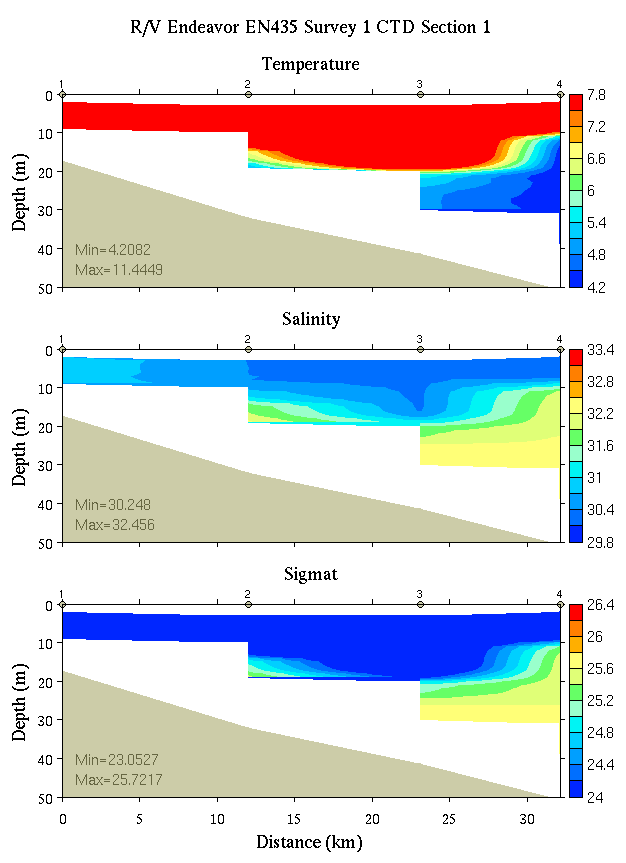 R/V Endeavor EN435 Survey 1 CTD Section 1
Temperature
1 2 3 4
0
10
20
30
40
50
Depth (m)
Min=4.2082
Max=11.4449
7.8
7.2
6.6
6
5.4
4.8
4.2
Salinity
1 2 3 4
0
10
20
30
40
50
Depth (m)
Min=30.248
Max=32.456
33.4
32.8
32.2
31.6
31
30.4
29.8
Sigmat
1 2 3 4
0
10
20
30
40
50
Depth (m)
Min=23.0527
Max=25.7217
26.4
26
25.6
25.2
24.8
24.4
24
0 5 10 15 20 25 30
Distance (km)